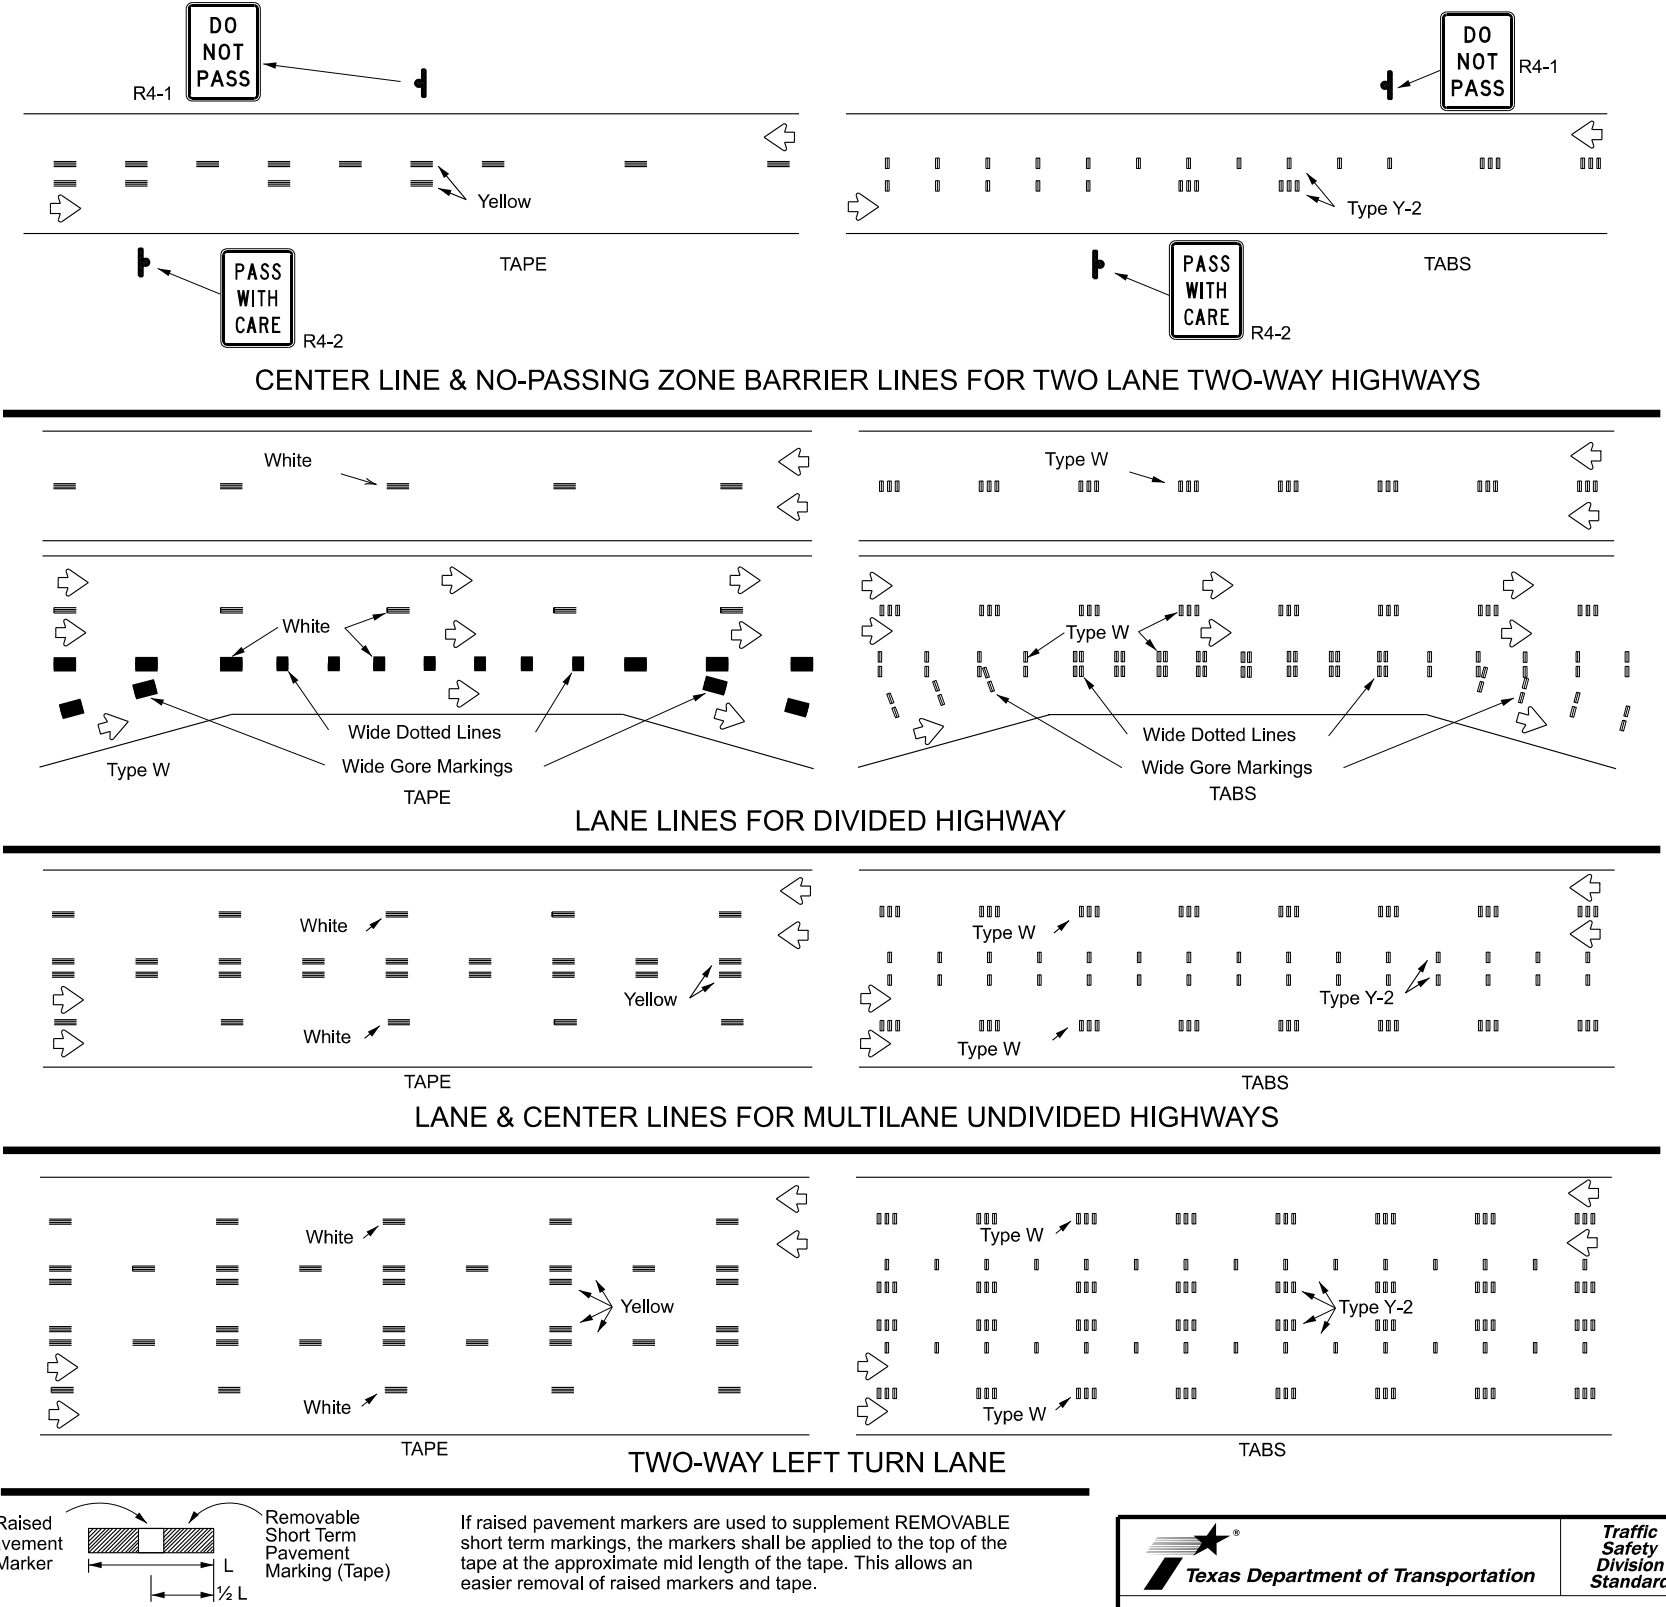 DO
NOT
PASS
R4-1
DO
NOT
PASS
R4-1
Yellow
Type Y-2
TAPE
TABS
PASS
WITH
CARE
R4-2
PASS
WITH
CARE
R4-2
CENTER LINE & NO-PASSING ZONE BARRIER LINES FOR TWO LANE TWO-WAY HIGHWAYS
White
Type W
White
Type W
Wide Dotted Lines
Wide Gore Markings
Type W
TAPE
Wide Dotted Lines
Wide Gore Markings
TABS
LANE LINES FOR DIVIDED HIGHWAY
White
Type W
Yellow
Type Y-2
White
Type W
TAPE
TABS
LANE & CENTER LINES FOR MULTILANE UNDIVIDED HIGHWAYS
White
Type W
Yellow
Type Y-2
White
Type W
TAPE
TABS
TWO-WAY LEFT TURN LANE
Raised
Pavement
Marker
Removable
Short Term
Pavement
Marking (Tape)
L
½ L
If raised pavement markers are used to supplement REMOVABLE
short term markings, the markers shall be applied to the top of the
tape at the approximate mid length of the tape. This allows an
easier removal of raised markers and tape.
®
Texas Department of Transportation
Traffic
Safety
Division
Standard